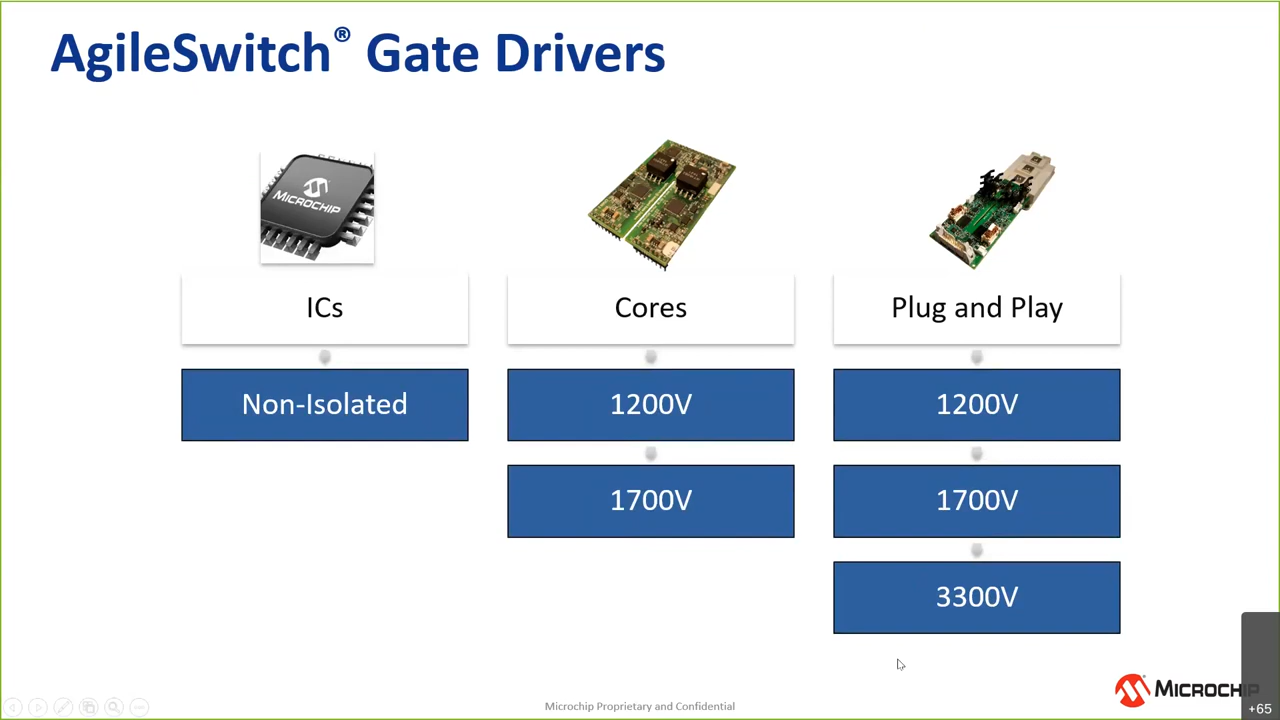 AgileSwitch® Gate Drivers
MICROCHIP
ICs
Cores
Plug and Play
Non-Isolated
1200V
1200V
1700V
1700V
3300V
Microchip Proprietary and Confidential
MICROCHIP
+65